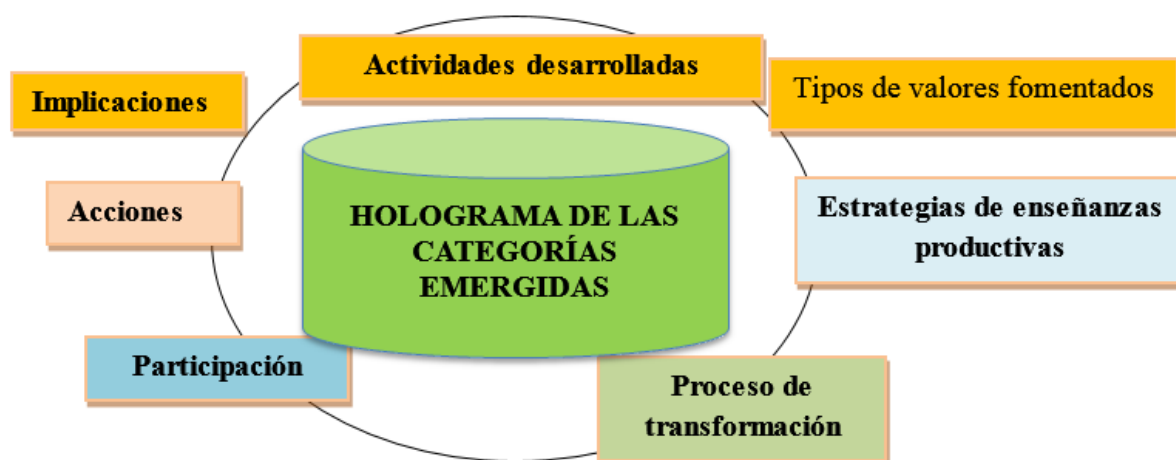 Actividades desarrolladas
Implicaciones
Tipos de valores fomentados
Acciones
HOLOGRAMA DE LAS
CATEGORÍAS
EMERGIDAS
Estrategias de enseñanzas
productivas
Participación
Proceso de
transformación